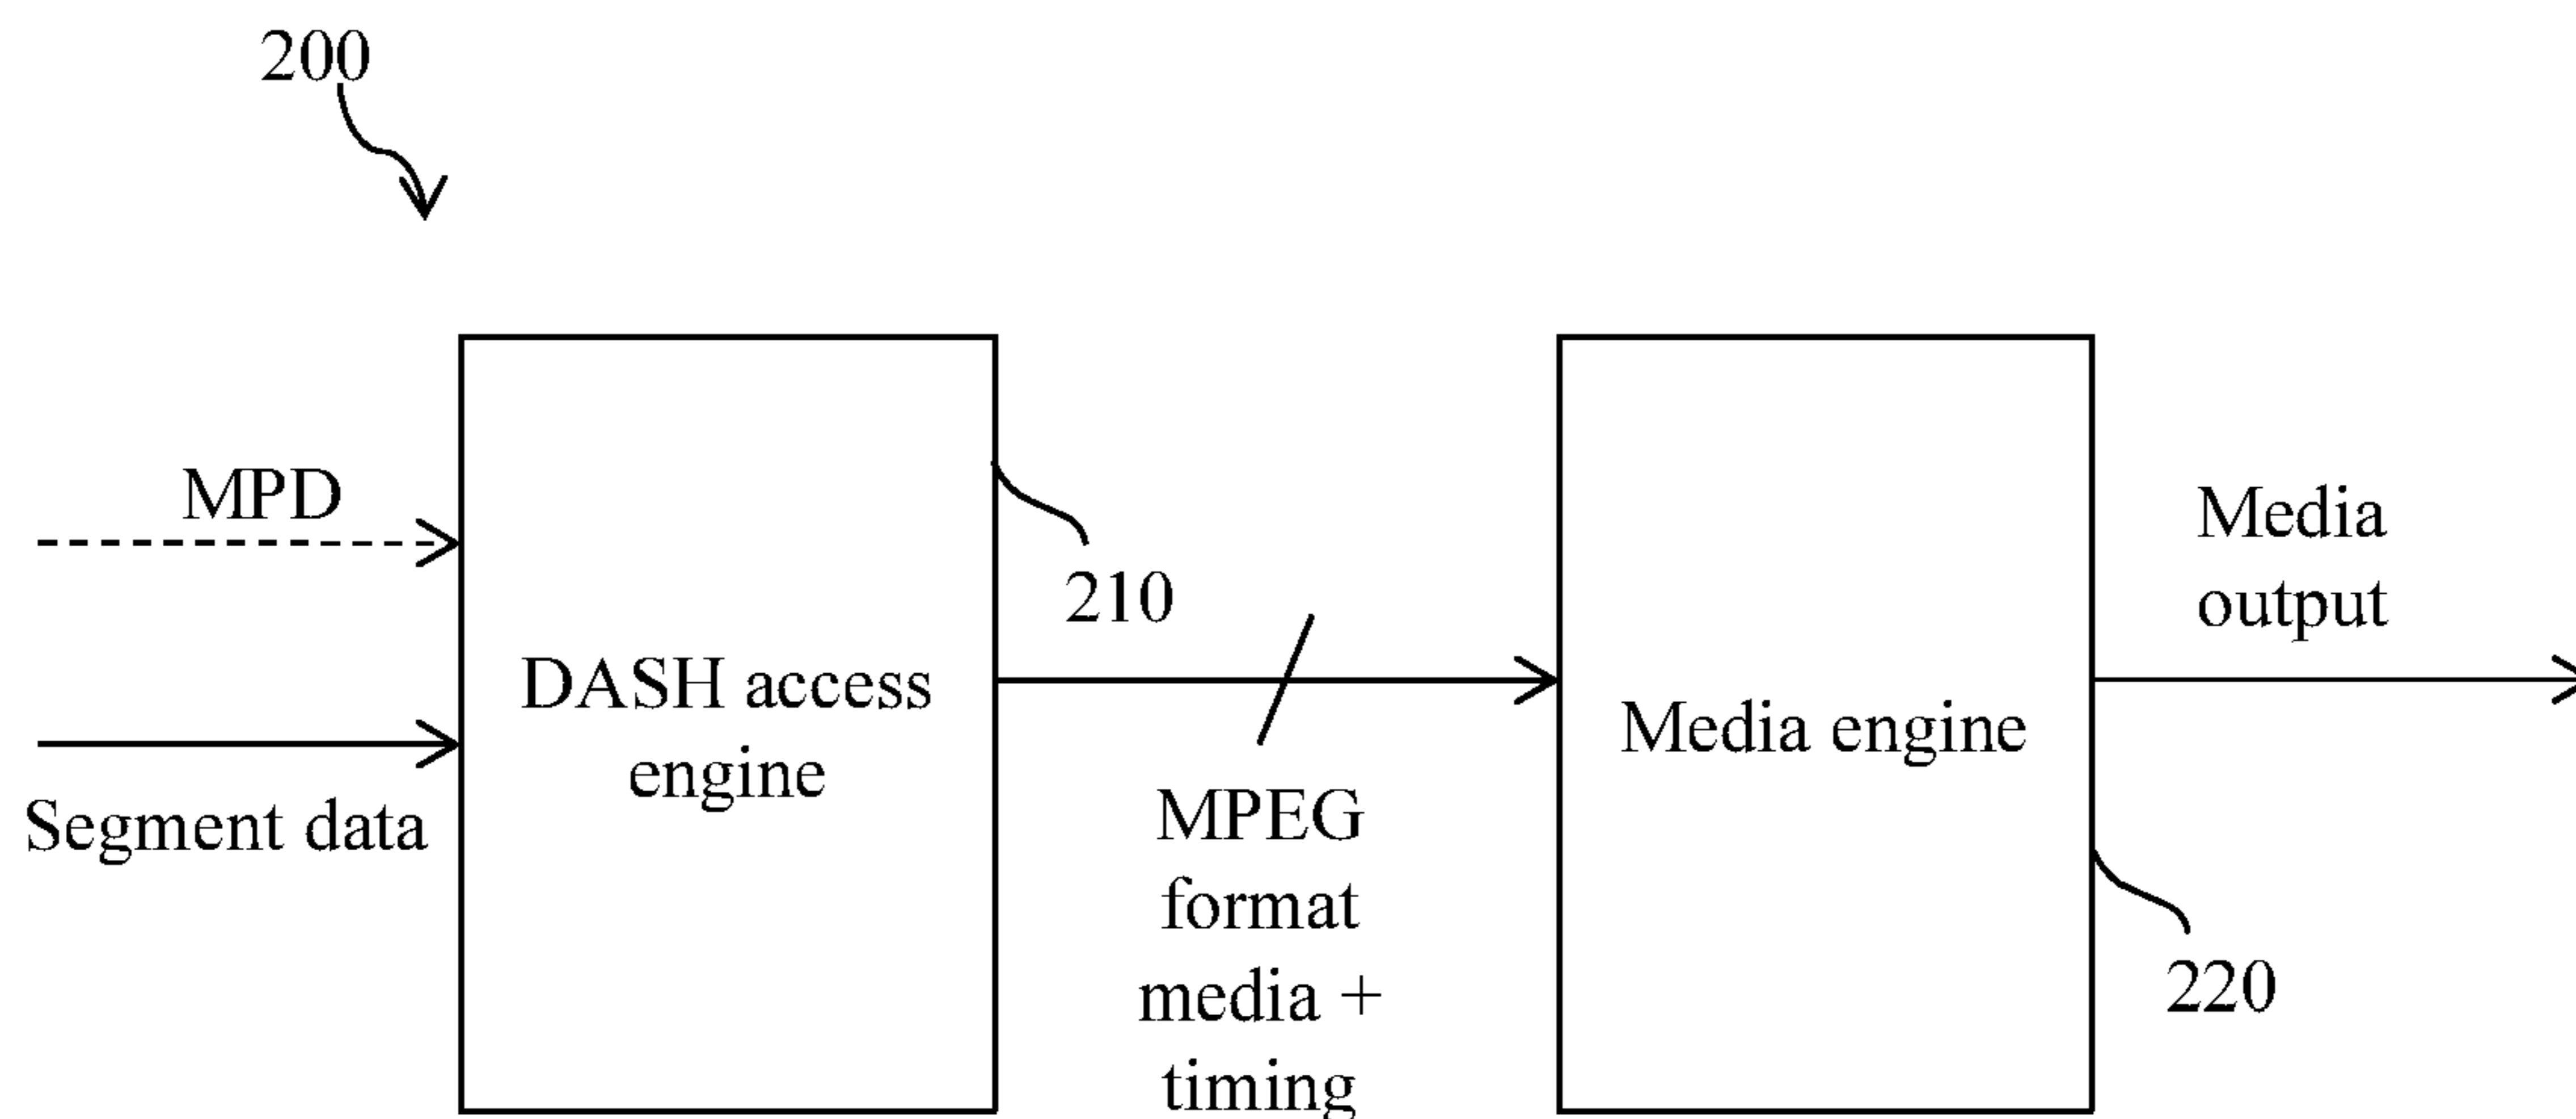 200
MPD
Segment data
DASH access
engine
210
MPEG
format
media +
timing
Media engine
220
Media
output